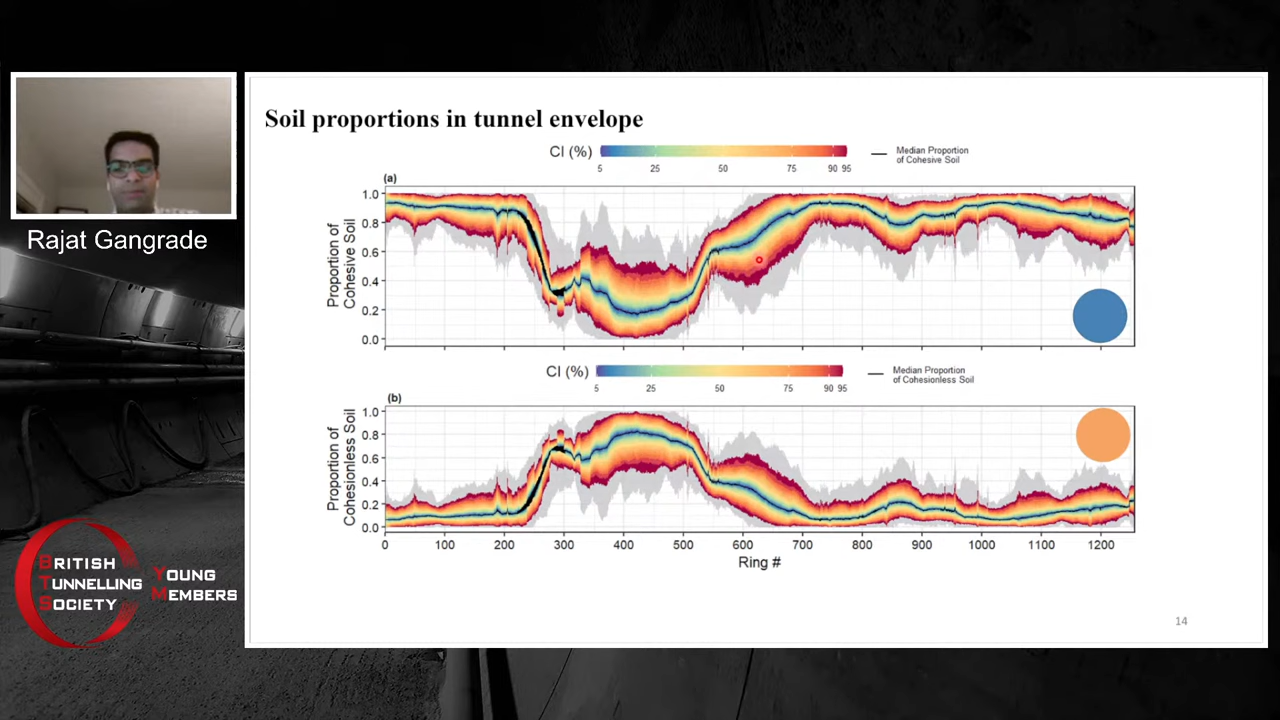 Rajat Gangrade
BRITISH
TUNNELLING
SOCIETY
YOUNG
MEMBERS
Soil proportions in tunnel envelope
CI (%)
5 25 50 75 90 95
Median Proportion
of Cohesive Soil
(a)
Proportion of
Cohesive Soil
1.0
0.8
0.6
0.4
0.2
0.0
CI (%)
5 25 50 75 90 95
Median Proportion
of Cohesionless Soil
(b)
Proportion of
Cohesionless Soil
1.0
0.8
0.6
0.4
0.2
0.0
0 100 200 300 400 500 600 700 800 900 1000 1100 1200
Ring #
14